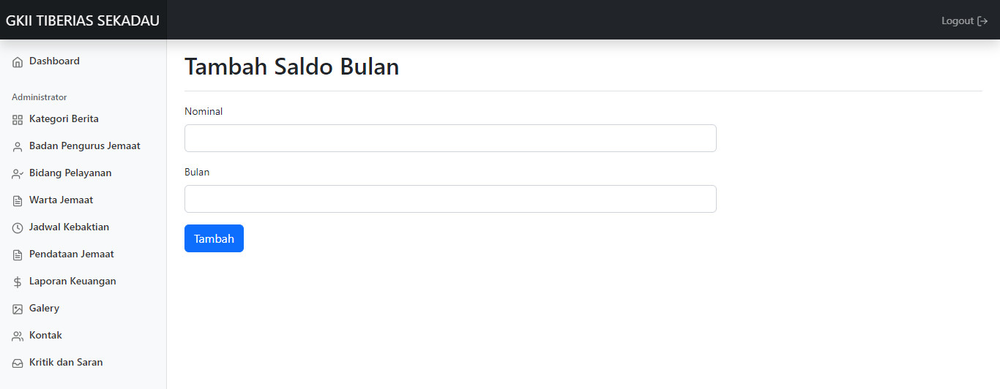 GKII TIBERIAS SEKADAU
Logout
Dashboard
Administrator
Kategori Berita
Badan Pengurus Jemaat
Bidang Pelayanan
Warta Jemaat
Jadwal Kebaktian
Pendataan Jemaat
Laporan Keuangan
Galery
Kontak
Kritik dan Saran
Tambah Saldo Bulan
Nominal
Bulan
Tambah